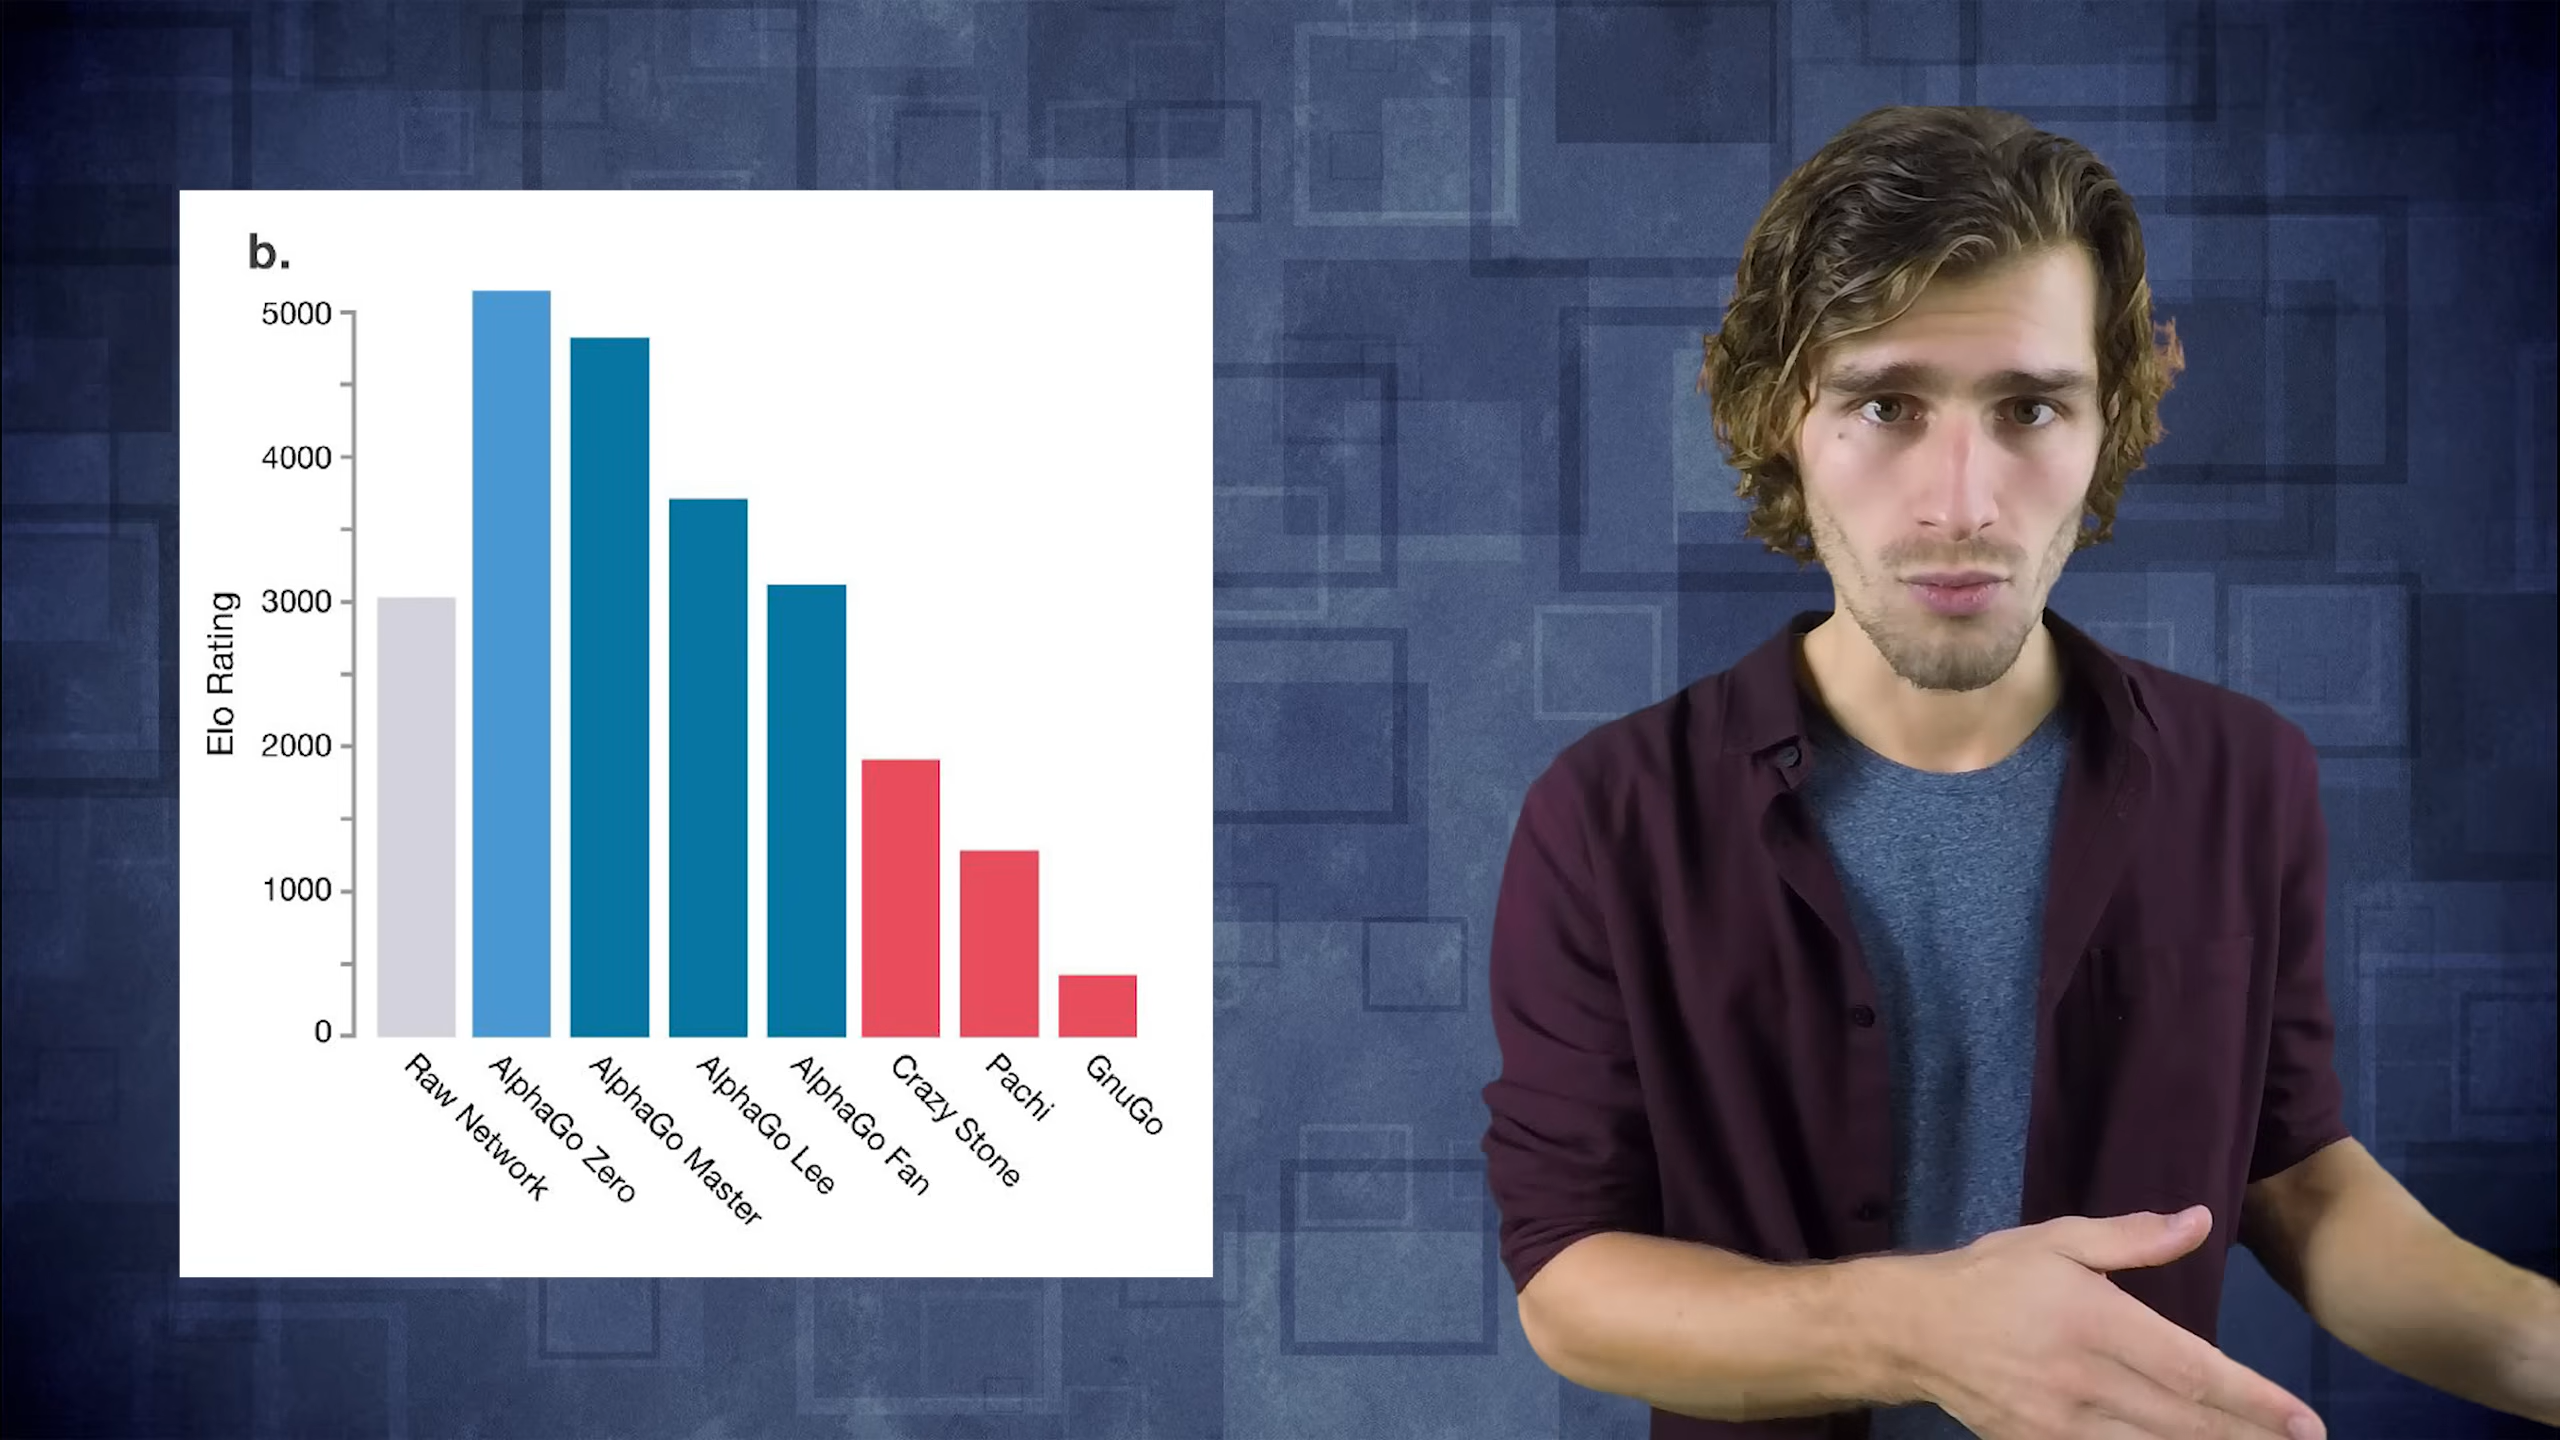 b.
5000
4000
3000
2000
1000
0
Elo Rating
Raw Network
AlphaGo Zero
AlphaGo Master
AlphaGo Lee
AlphaGo Fan
Crazy Stone
Pachi
GnuGo